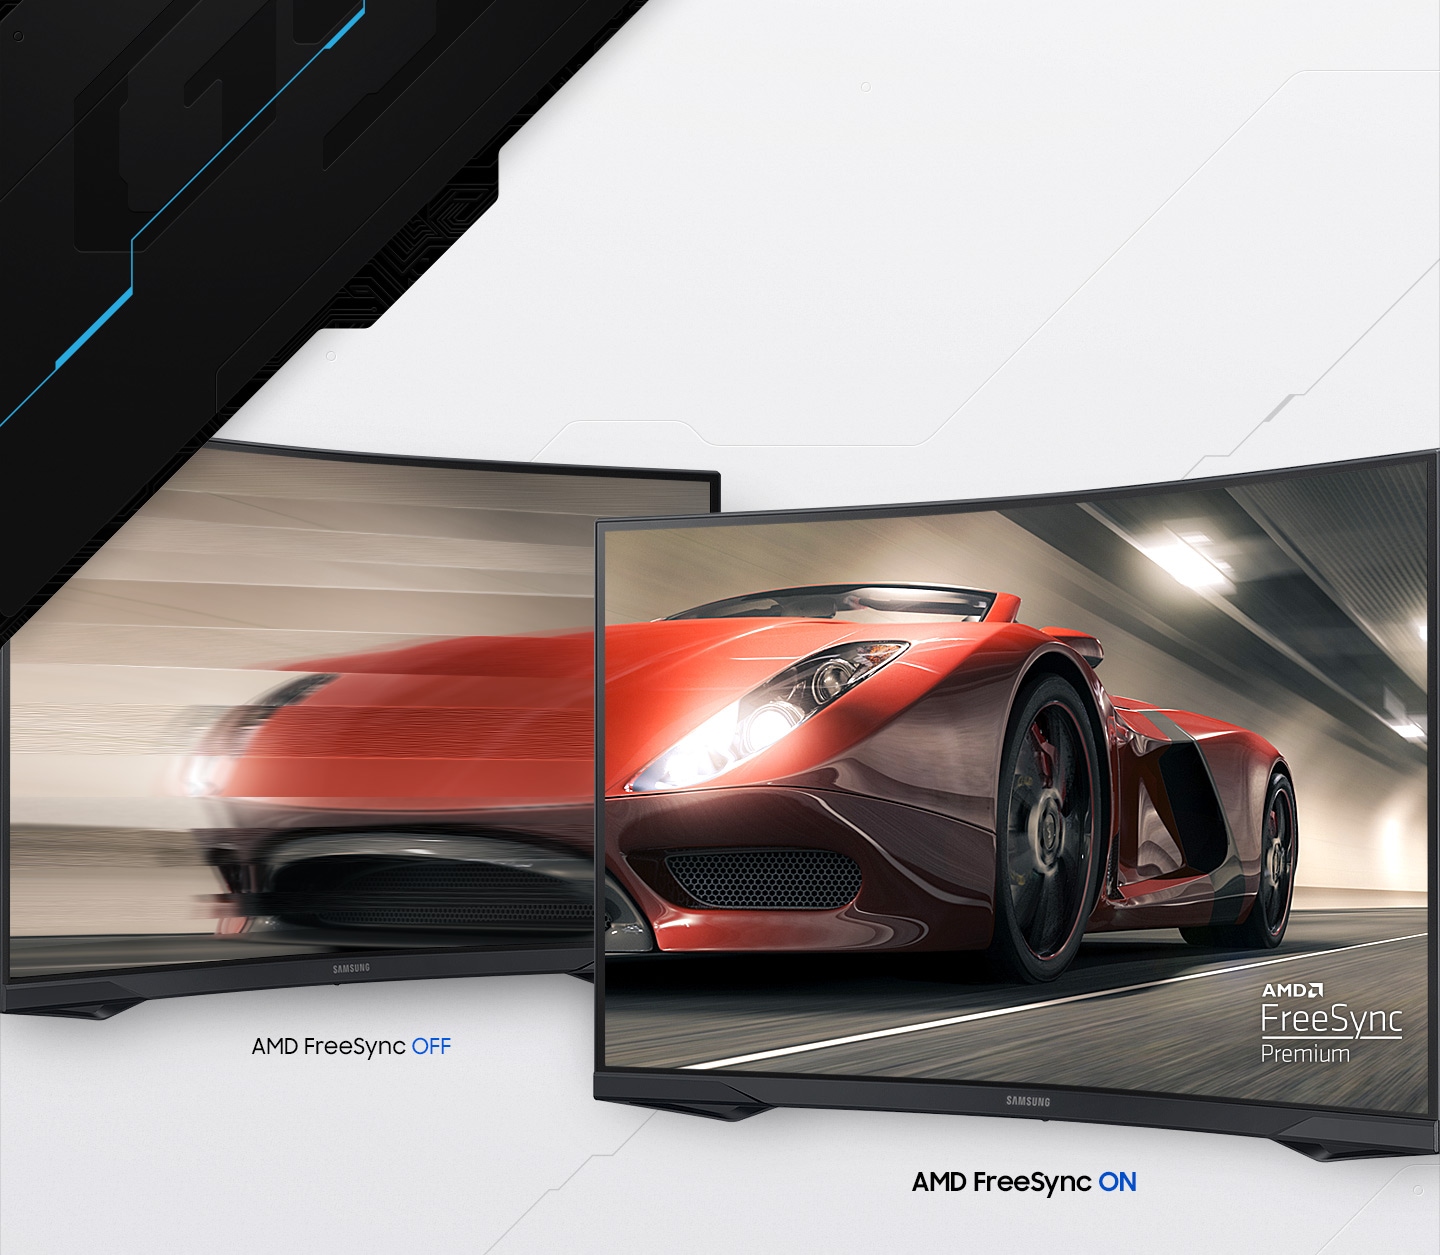 SAMSUNG
AMD FreeSync OFF
AMD
FreeSync
Premium
SAMSUNG
AMD FreeSync ON